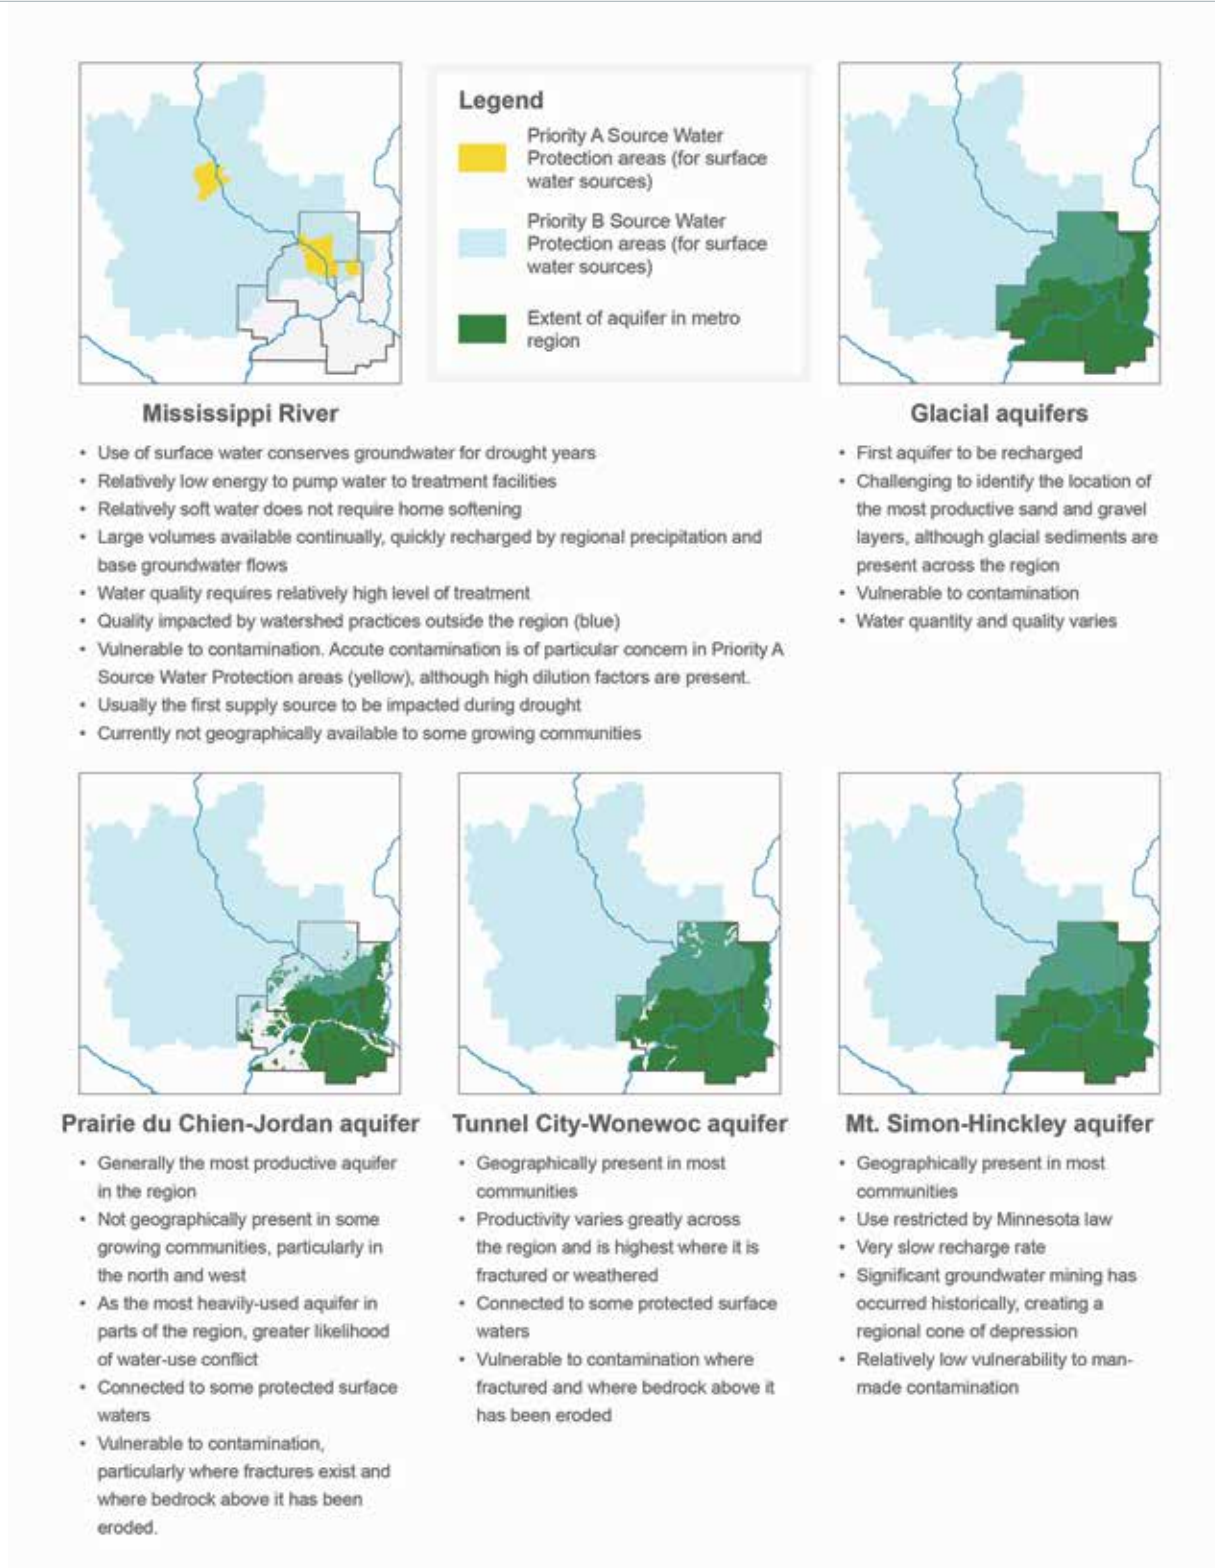 Legend
Priority A Source Water
Protection areas (for surface
water sources)
Priority B Source Water
Protection areas (for surface
water sources)
Extent of aquifer in metro
region
Mississippi River
• Use of surface water conserves groundwater for drought years
• Relatively low energy to pump water to treatment facilities
• Relatively soft water does not require home softening
• Large volumes available continually, quickly recharged by regional precipitation and
base groundwater flows
• Water quality requires relatively high level of treatment
• Quality impacted by watershed practices outside the region (blue)
• Vulnerable to contamination. Accute contamination is of particular concern in Priority A
Source Water Protection areas (yellow), although high dilution factors are present.
• Usually the first supply source to be impacted during drought
• Currently not geographically available to some growing communities
Glacial aquifers
• First aquifer to be recharged
• Challenging to identify the location of
the most productive sand and gravel
layers, although glacial sediments are
present across the region
• Vulnerable to contamination
• Water quantity and quality varies
Prairie du Chien-Jordan aquifer
• Generally the most productive aquifer
in the region
• Not geographically present in some
growing communities, particularly in
the north and west
• As the most heavily-used aquifer in
parts of the region, greater likelihood
of water-use conflict
• Connected to some protected surface
waters
• Vulnerable to contamination,
particularly where fractures exist and
where bedrock above it has been
eroded.
Tunnel City-Wonewoc aquifer
• Geographically present in most
communities
• Productivity varies greatly across
the region and is highest where it is
fractured or weathered
• Connected to some protected surface
waters
• Vulnerable to contamination where
fractured and where bedrock above it
has been eroded
Mt. Simon-Hinckley aquifer
• Geographically present in most
communities
• Use restricted by Minnesota law
• Very slow recharge rate
• Significant groundwater mining has
occurred historically, creating a
regional cone of depression
• Relatively low vulnerability to man-
made contamination